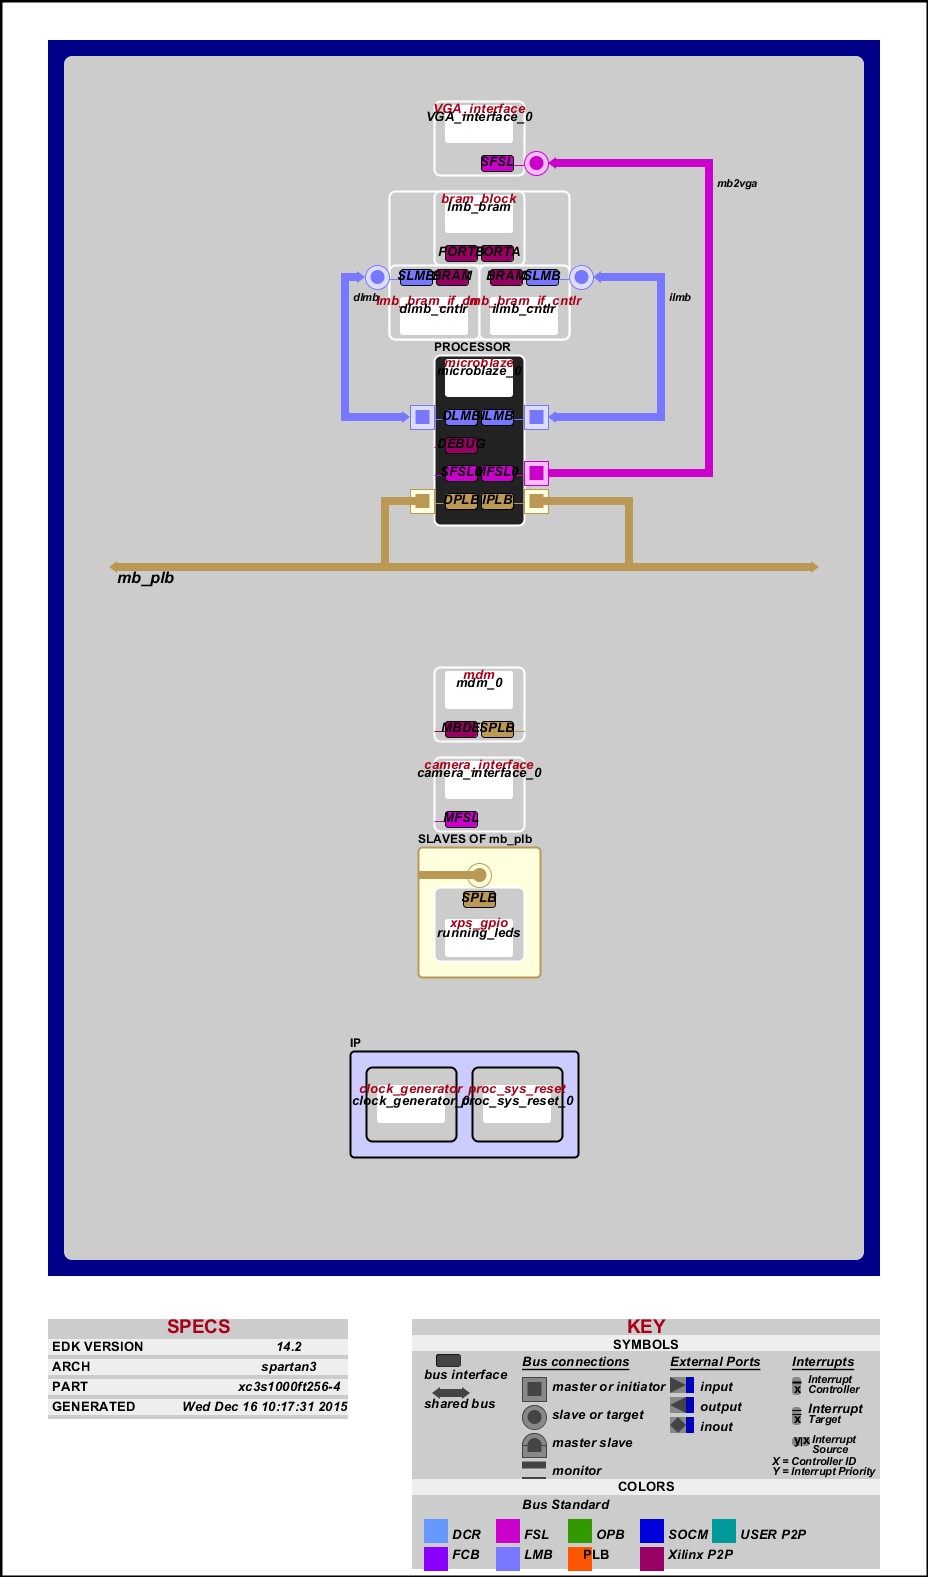 VGA_interface
VGA_interface_0
SFSL
mb2vga
bram_block
lmb_bram
PORTB PORTA
SLMB BRAM BRAM SLMB
dlmb
ilmb
lmb_bram_if_cntlr lmb_bram_if_cntlr
dlmb_cntlr ilmb_cntlr
PROCESSOR
microblaze
microblaze_0
DLMB ILMB
DEBUG
SFSL0 MFSL0
DPLB IPLB
mb_plb
mdm
mdm_0
SPLB
camera_interface
camera_interface_0
MFSL
SLAVES OF mb_plb
SPLB
xps_gpio
running_leds
IP
clock_generator proc_sys_reset
clock_generator_0 proc_sys_reset_0
SPECS
EDK VERSION 14.2
ARCH spartan3
PART xc3s1000ft256-4
GENERATED Wed Dec 16 10:17:31 2015
KEY
SYMBOLS
bus interface
shared bus
Bus connections
master or initiator
slave or target
master slave
monitor
External Ports
input
output
inout
Interrupts
x Interrupt
Controller
x Interrupt
Target
y x Interrupt
Source
X = Controller ID
Y = Interrupt Priority
COLORS
Bus Standard
DCR FSL OPB SOCM USER P2P
FCB LMB PLB Xilinx P2P